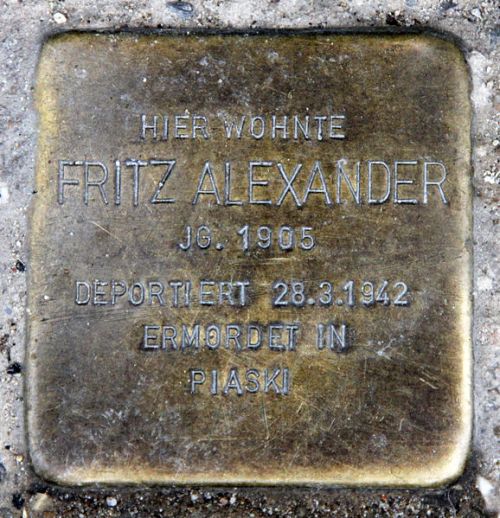 HIER WOHNTE
FRITZ ALEXANDER
JG. 1905
DEPORTIERT 28.3.1942
ERMORDET IN
PIASKI